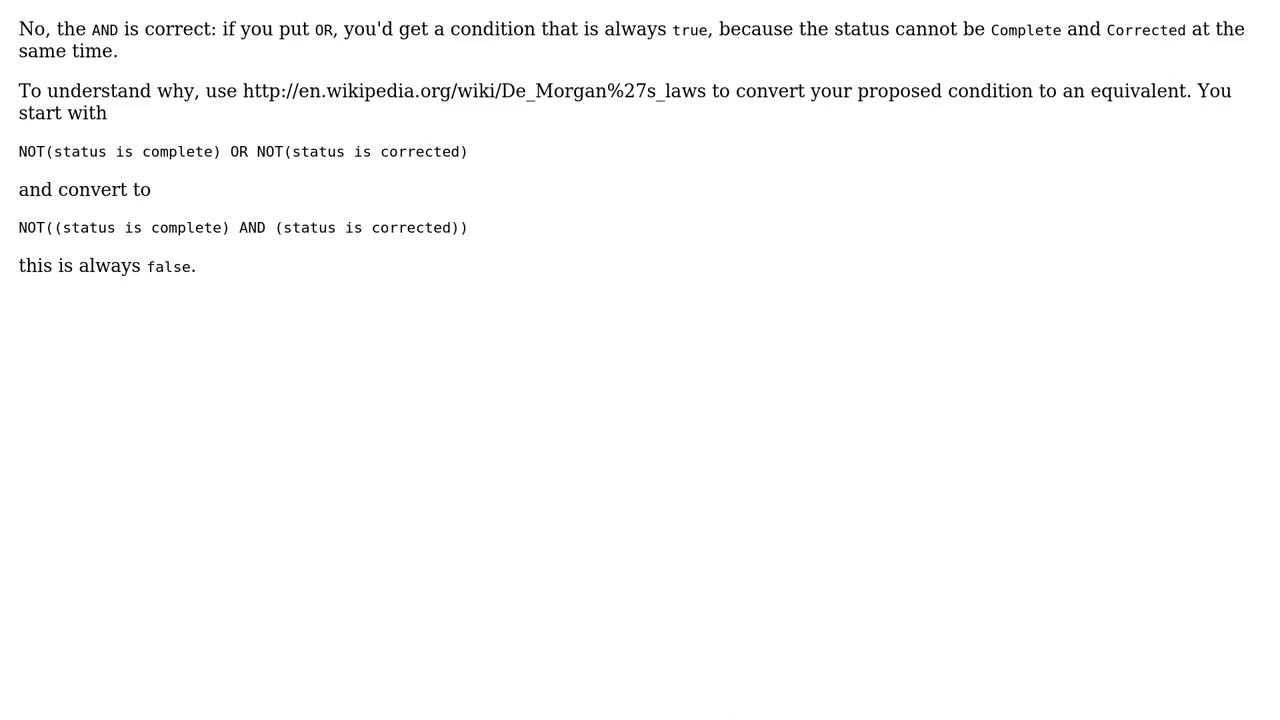 No, the AND is correct: if you put OR, you'd get a condition that is always true, because the status cannot be Complete and Corrected at the
same time.
To understand why, use http://en.wikipedia.org/wiki/De_Morgan%27s_laws to convert your proposed condition to an equivalent. You
start with
NOT(status is complete) OR NOT(status is corrected)
and convert to
NOT((status is complete) AND (status is corrected))
this is always false.